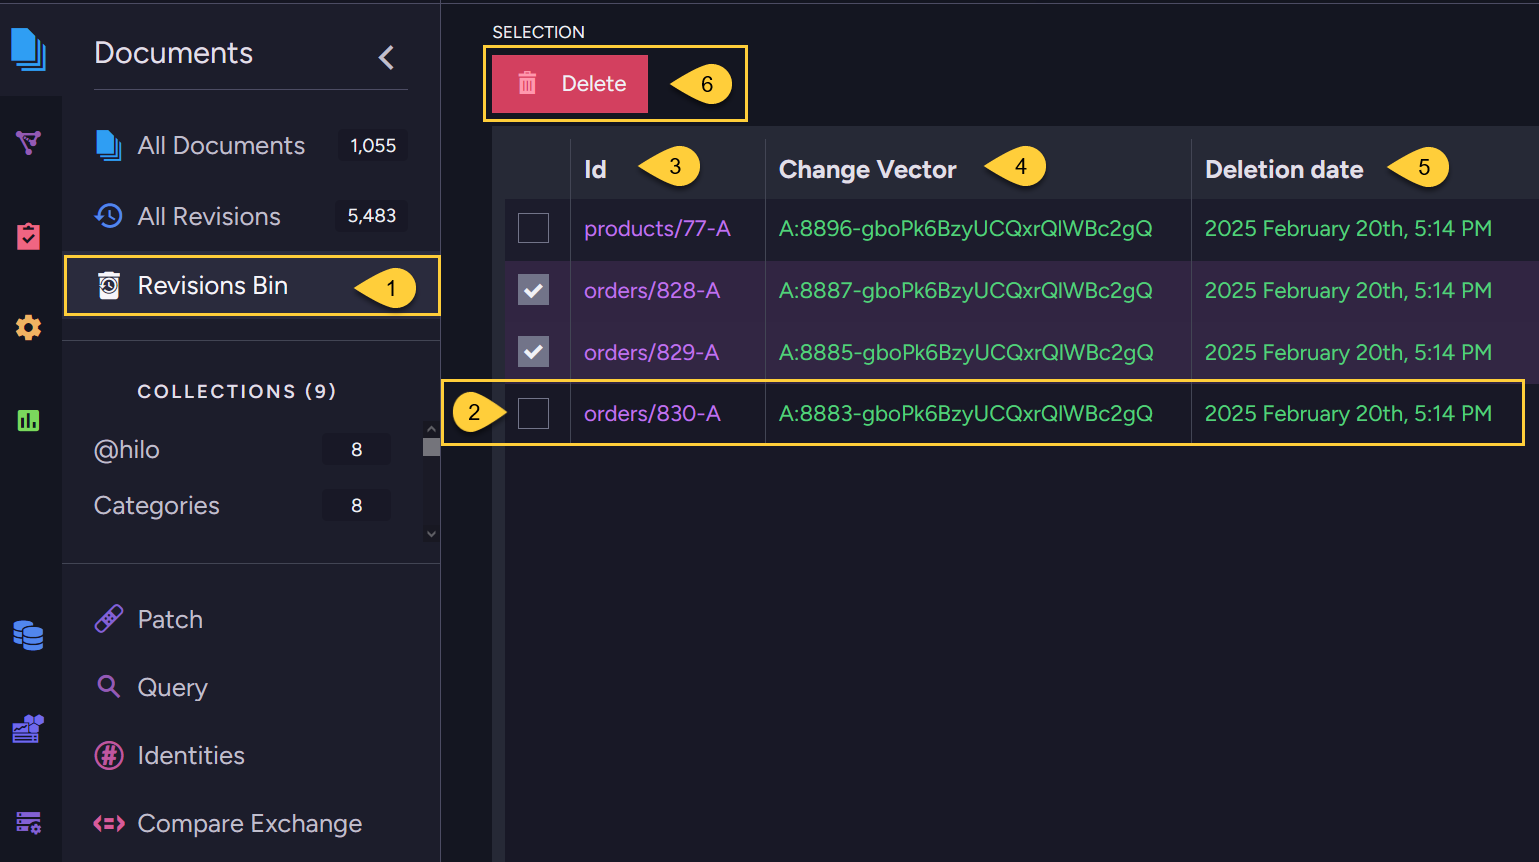 Documents
All Documents 1,055
All Revisions 5,483
Revisions Bin 1
COLLECTIONS (9)
@hilo 8
Categories 8
Patch
Query
Identities
Compare Exchange
SELECTION
Delete 6
Id 3 Change Vector 4 Deletion date 5
products/77-A A:8896-gboPk6BzyUCQxrQlWBc2gQ 2025 February 20th, 5:14 PM
orders/828-A A:8887-gboPk6BzyUCQxrQlWBc2gQ 2025 February 20th, 5:14 PM
orders/829-A A:8885-gboPk6BzyUCQxrQlWBc2gQ 2025 February 20th, 5:14 PM
2 orders/830-A A:8883-gboPk6BzyUCQxrQlWBc2gQ 2025 February 20th, 5:14 PM